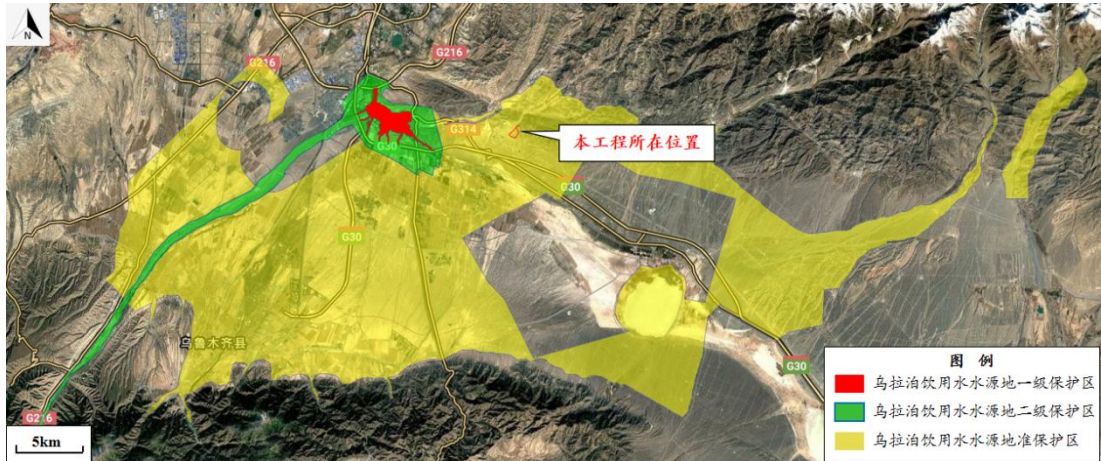 N
G216
G216
G314
本工程所在位置
G30
G30
G30
乌鲁木齐县
G30
G216
5km
图 例
乌拉泊饮用水水源地一级保护区
乌拉泊饮用水水源地二级保护区
乌拉泊饮用水水源地准保护区